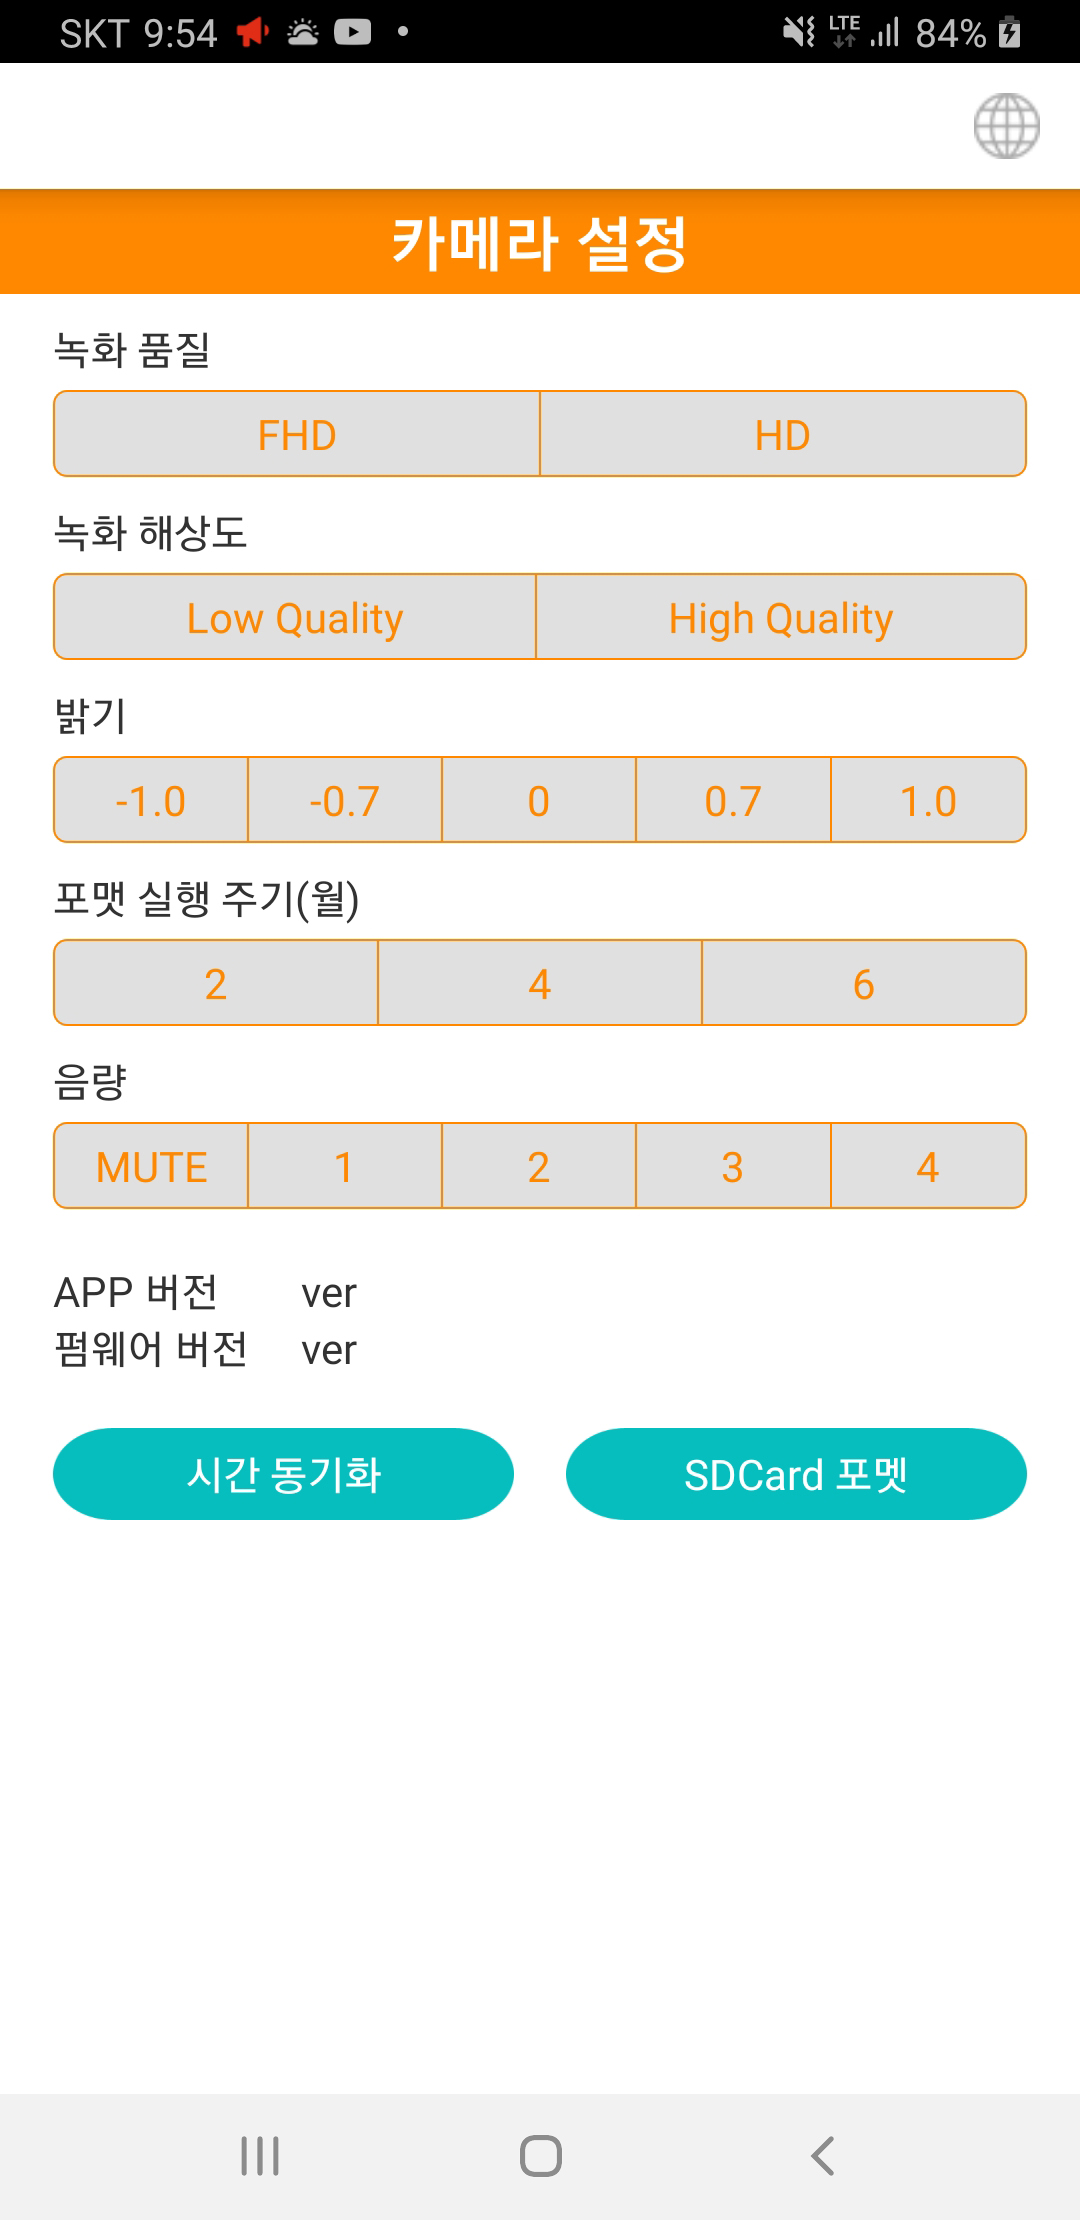 SKT 9:54 LTE 84%
카메라 설정
녹화 품질
FHD HD
녹화 해상도
Low Quality High Quality
밝기
-1.0 -0.7 0 0.7 1.0
포맷 실행 주기(월)
2 4 6
음량
MUTE 1 2 3 4
APP 버전 ver
펌웨어 버전 ver
시간 동기화 SDCard 포멧